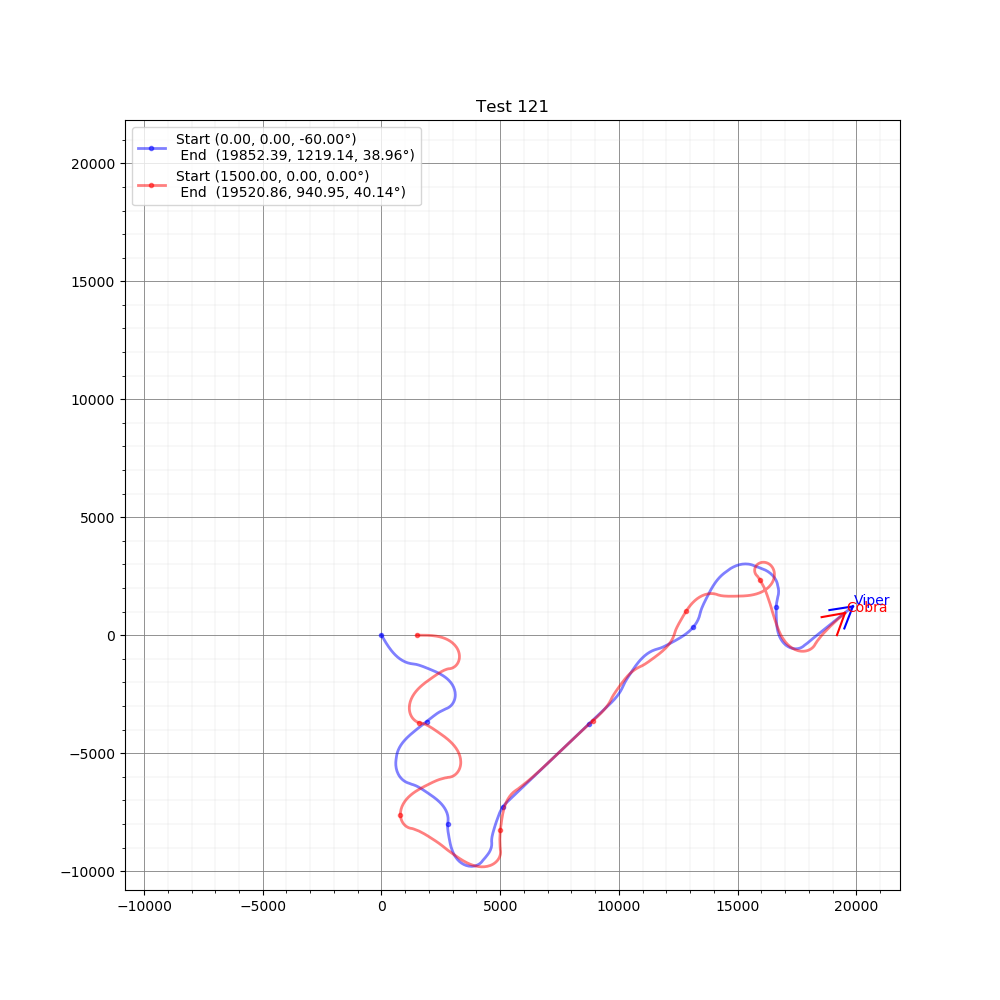 Test 121
Start (0.00, 0.00, -60.00°)
End  (19852.39, 1219.14, 38.96°)
Start (1500.00, 0.00, 0.00°)
End  (19520.86, 940.95, 40.14°)
20000
15000
10000
5000
0
−5000
−10000
Viper
Cobra
−10000
−5000
0
5000
10000
15000
20000